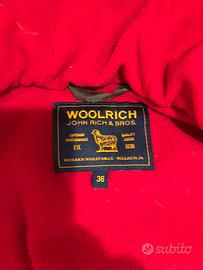 WOOLRICH
JOHN RICH & BROS.
SUPERIOR PERFORMANCE
QUALITY GOODS
EST. 1830
WOOLRICH WOOLEN MILLS - WOOLRICH, PA.
36
subito